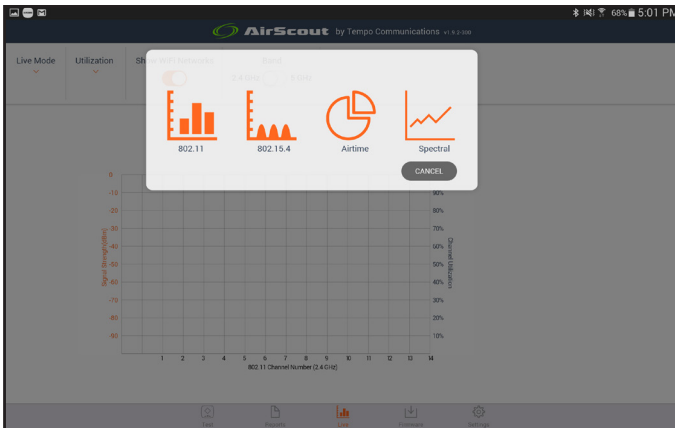 68% 5:01 PM
AirScout by Tempo Communications
Live Mode Utilization Show WiFi Networks Band
2.4 GHz 5 GHz
802.11 802.15.4 Airtime Spectral
CANCEL
0
-10 90%
-20 80%
-30 70%
-40 60%
-50 50%
-60 40%
-70 30%
-80 20%
-90 10%
Signal Strength(dBm)
Channel Utilization
1 2 3 4 5 6 7 8 9 10 11 12 13 14
802.11 Channel Number (2.4 GHz)
Test Reports Live Firmware Settings